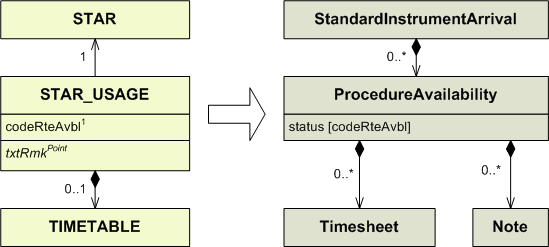 STAR
1
STAR_USAGE
codeRteAvbl1
txtRmkPoint
0..1
TIMETABLE
StandardInstrumentArrival
0..*
ProcedureAvailability
status [codeRteAvbl]
0..*
0..*
Timesheet
Note